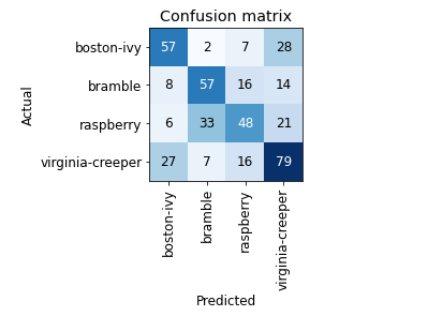 Confusion matrix
Actual
boston-ivy 57 2 7 28
bramble 8 57 16 14
raspberry 6 33 48 21
virginia-creeper 27 7 16 79
boston-ivy
bramble
raspberry
virginia-creeper
Predicted